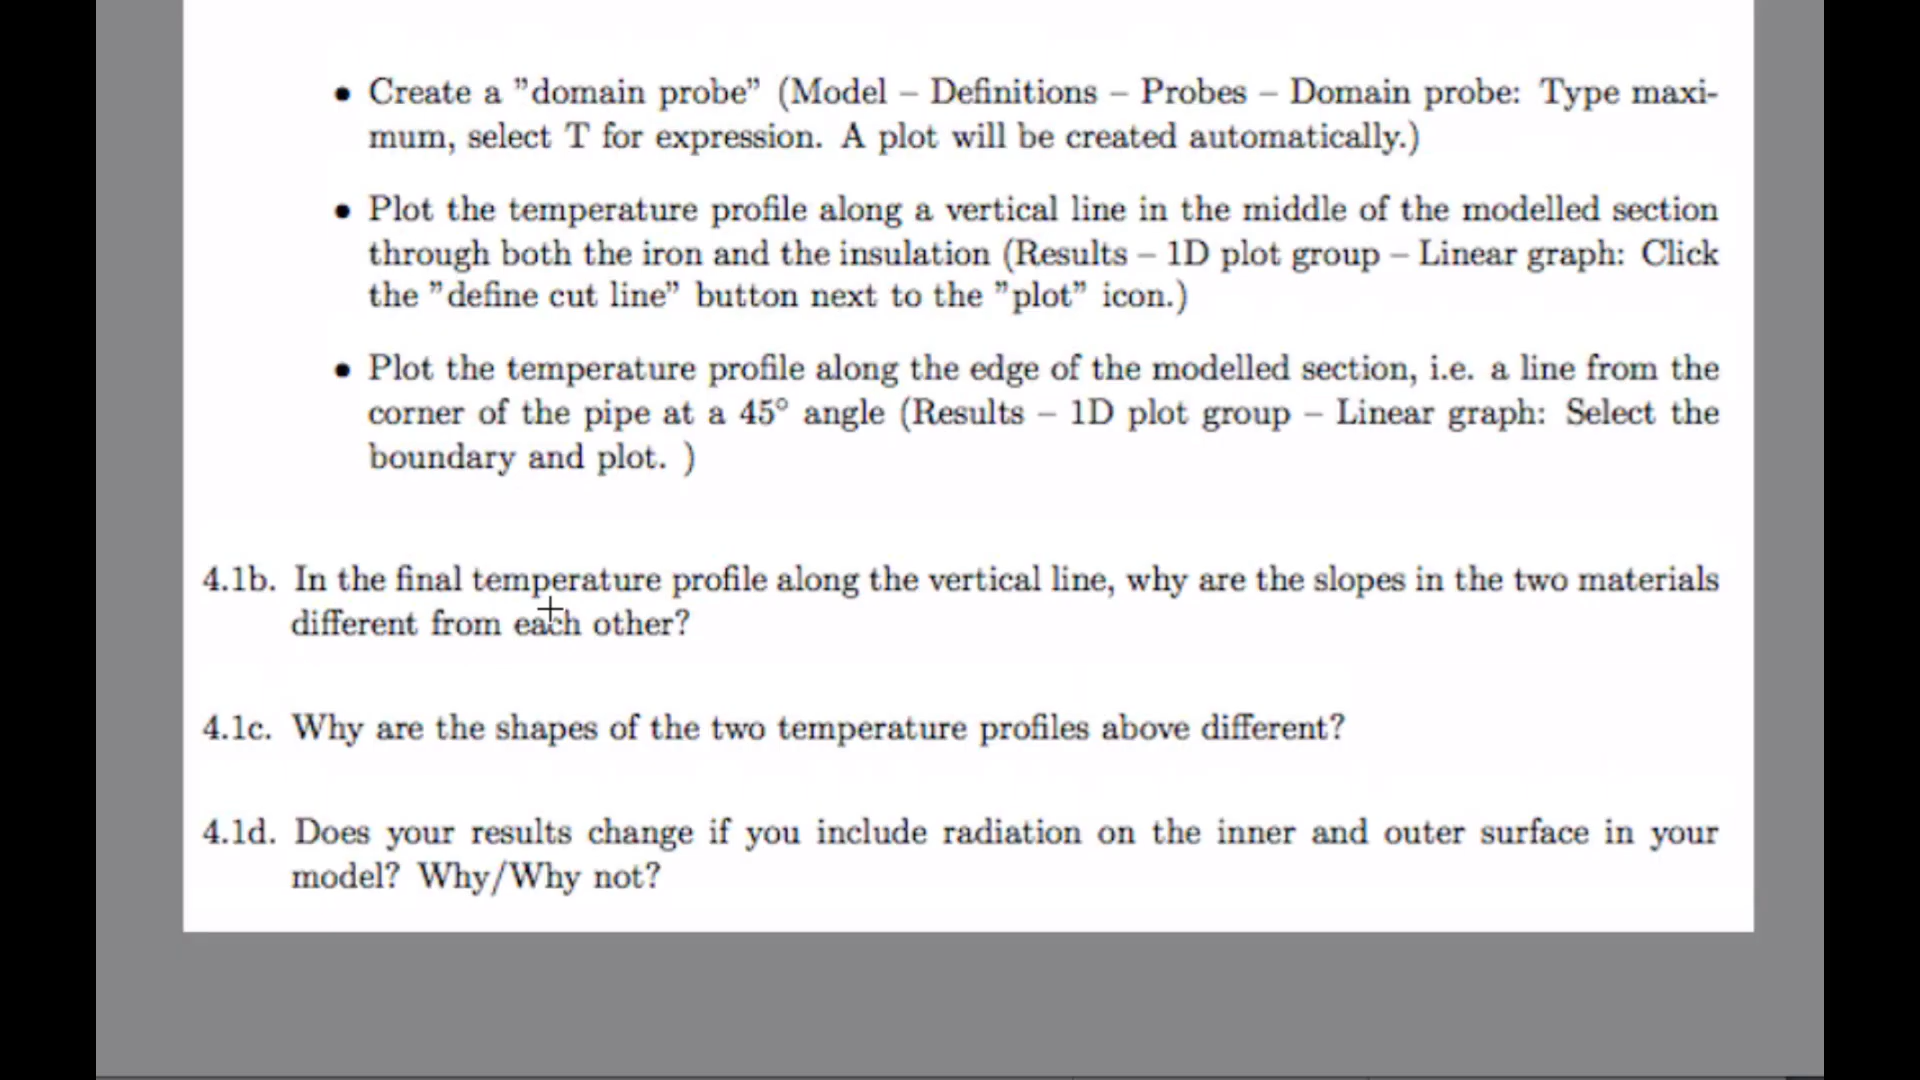 • Create a ”domain probe” (Model – Definitions – Probes – Domain probe: Type maxi-
mum, select T for expression. A plot will be created automatically.)
• Plot the temperature profile along a vertical line in the middle of the modelled section
through both the iron and the insulation (Results – 1D plot group – Linear graph: Click
the ”define cut line” button next to the ”plot” icon.)
• Plot the temperature profile along the edge of the modelled section, i.e. a line from the
corner of the pipe at a 45° angle (Results – 1D plot group – Linear graph: Select the
boundary and plot. )
4.1b. In the final temperature profile along the vertical line, why are the slopes in the two materials
different from each other?
4.1c. Why are the shapes of the two temperature profiles above different?
4.1d. Does your results change if you include radiation on the inner and outer surface in your
model? Why/Why not?